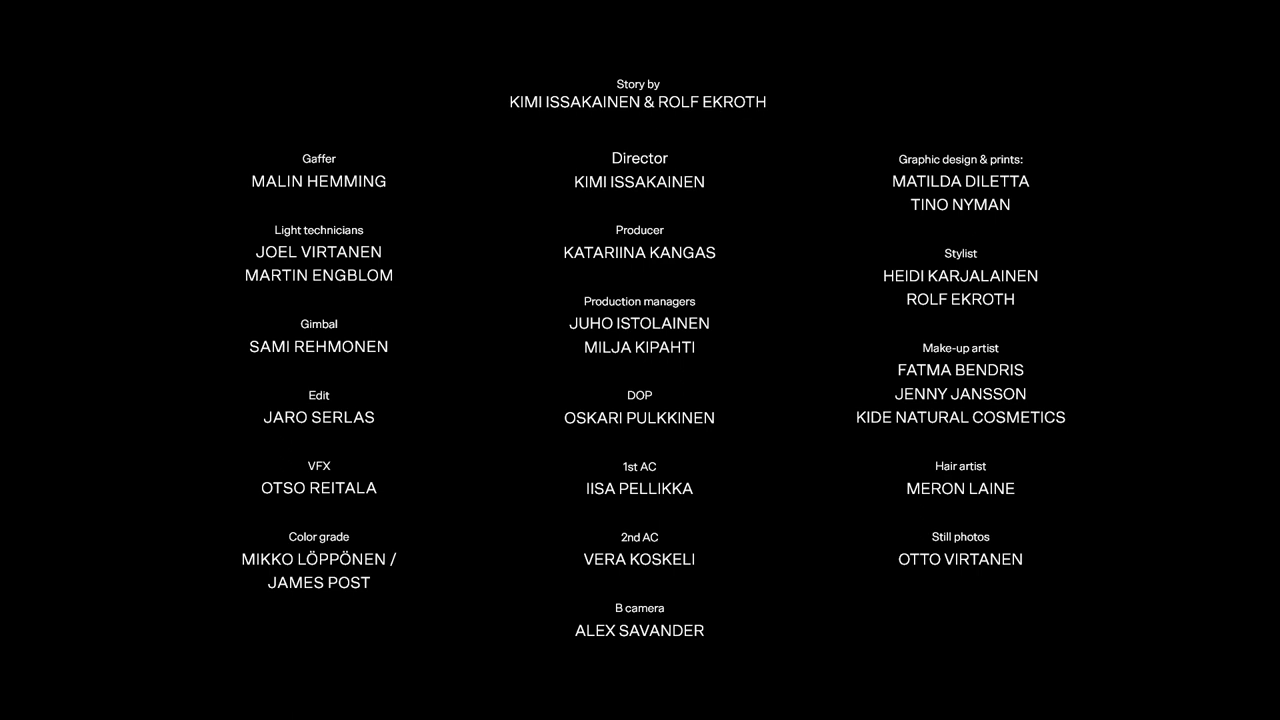 Story by
KIMI ISSAKAINEN & ROLF EKROTH
Gaffer
MALIN HEMMING
Light technicians
JOEL VIRTANEN
MARTIN ENGBLOM
Gimbal
SAMI REHMONEN
Edit
JARO SERLAS
VFX
OTSO REITALA
Color grade
MIKKO LÖPPÖNEN /
JAMES POST
Director
KIMI ISSAKAINEN
Producer
KATARIINA KANGAS
Production managers
JUHO ISTOLAINEN
MILJA KIPAHTI
DOP
OSKARI PULKKINEN
1st AC
IISA PELLIKKA
2nd AC
VERA KOSKELI
B camera
ALEX SAVANDER
Graphic design & prints:
MATILDA DILETTA
TINO NYMAN
Stylist
HEIDI KARJALAINEN
ROLF EKROTH
Make-up artist
FATMA BENDRIS
JENNY JANSSON
KIDE NATURAL COSMETICS
Hair artist
MERON LAINE
Still photos
OTTO VIRTANEN